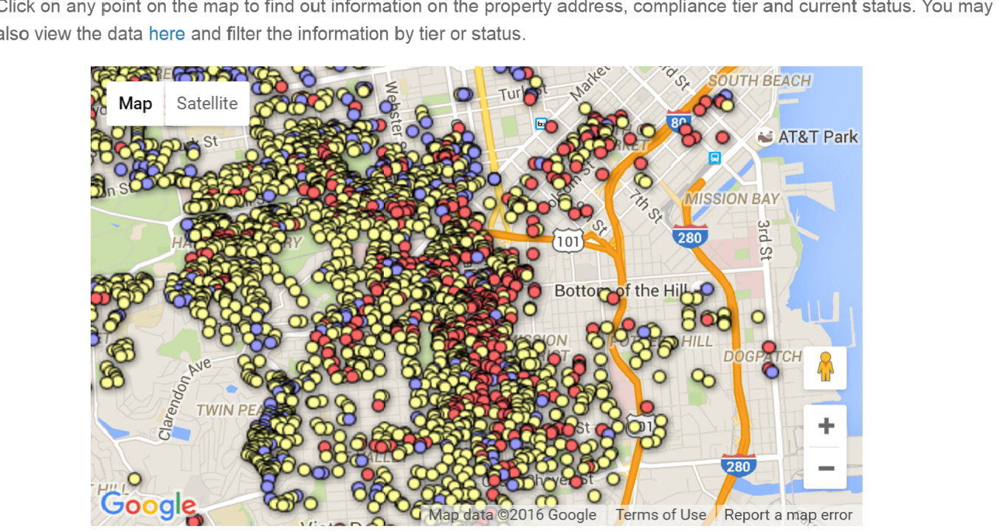 Click on any point on the map to find out information on the property address, compliance tier and current status. You may
also view the data here and filter the information by tier or status.
SOUTH BEACH
Map Satellite
Webster S
Turk St
Market
80
AT&T Park
St
7th St
MISSION BAY
280
3rd St
101
Bottom of the Hill
MISSION
HILL
DOGPATCH
Clarendon Ave
TWIN PEA
St
280
St
HILL
Google
Map data ©2016 Google Terms of Use Report a map error